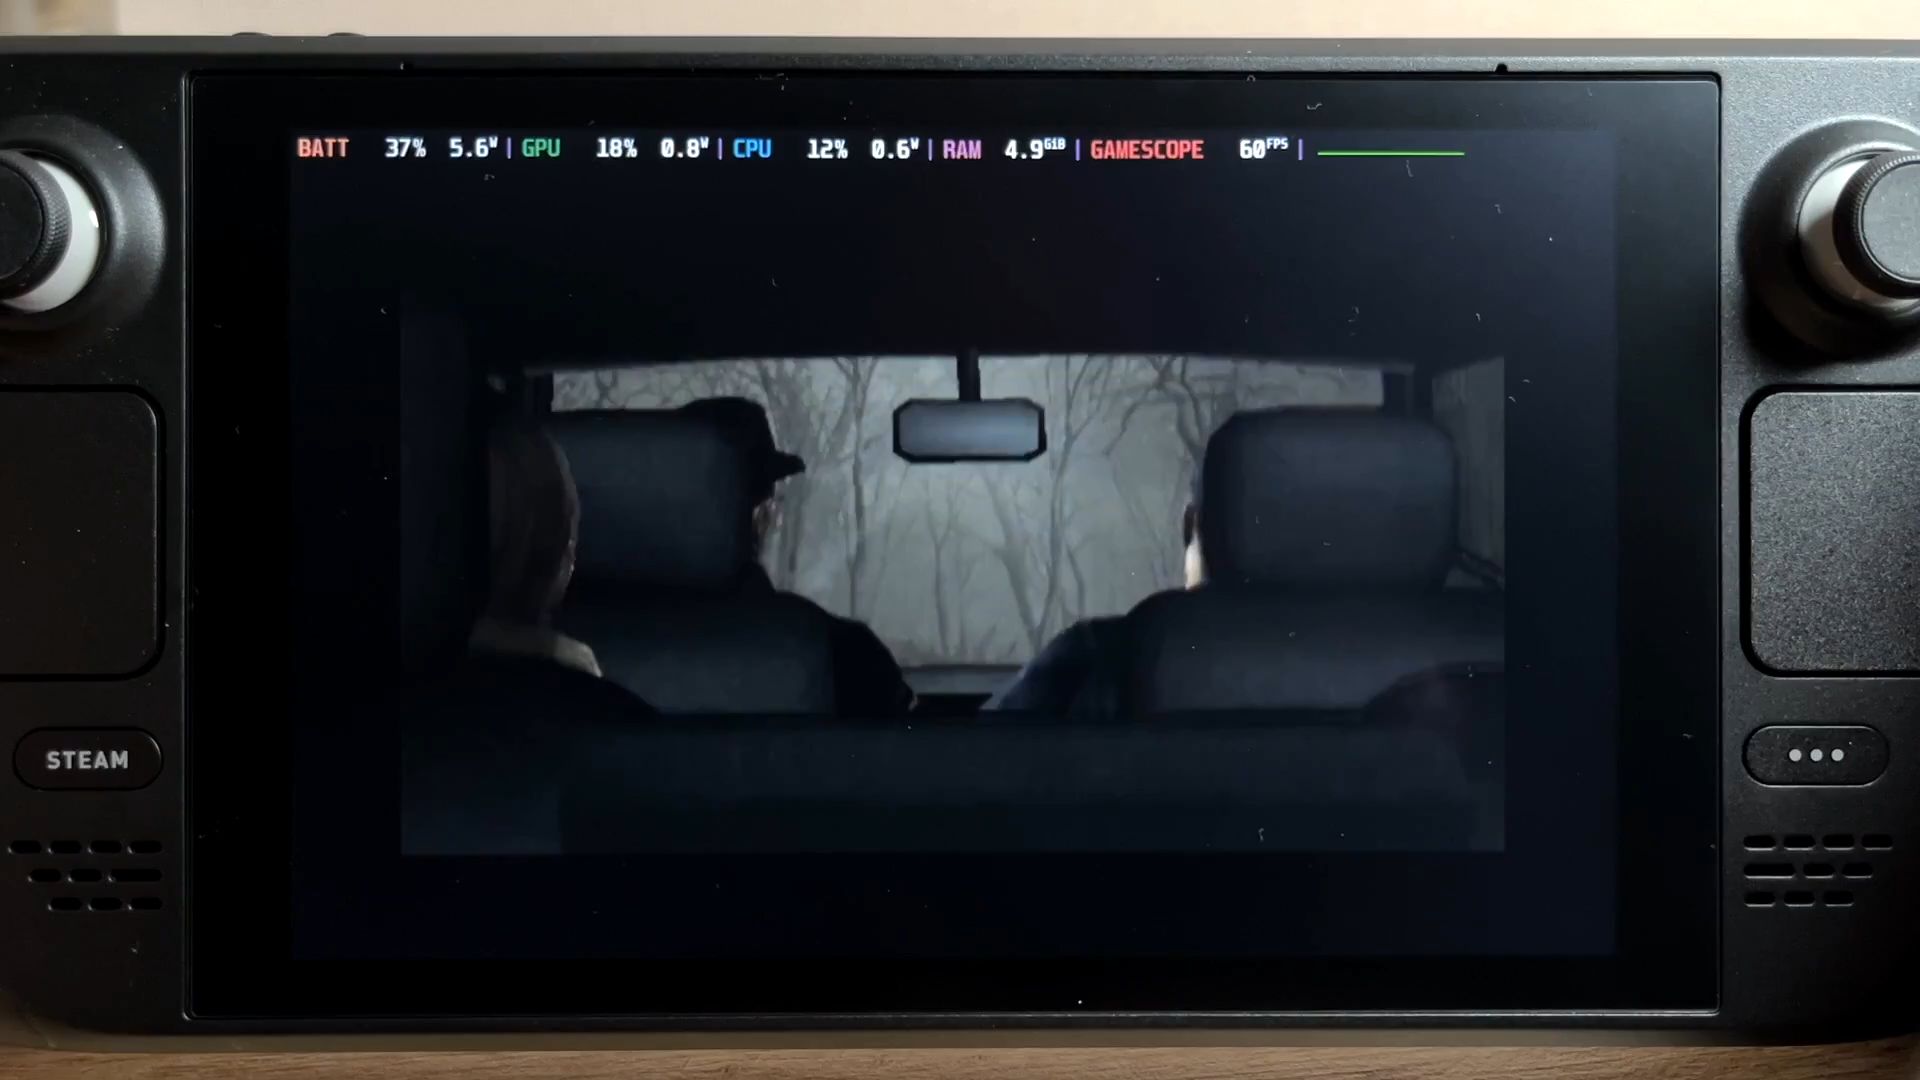 BATT 37% 5.6W | GPU 18% 0.8W | CPU 12% 0.6W | RAM 4.9GiB | GAMESCOPE 60FPS |
STEAM